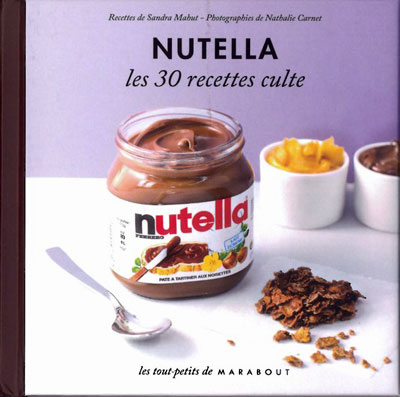 Recettes de Sandra Mahut – Photographies de Nathalie Carnet
NUTELLA
les 30 recettes culte
nutella
FERRERO
PATE A TARTINER AUX NOISETTES
les tout-petits de MARABOUT